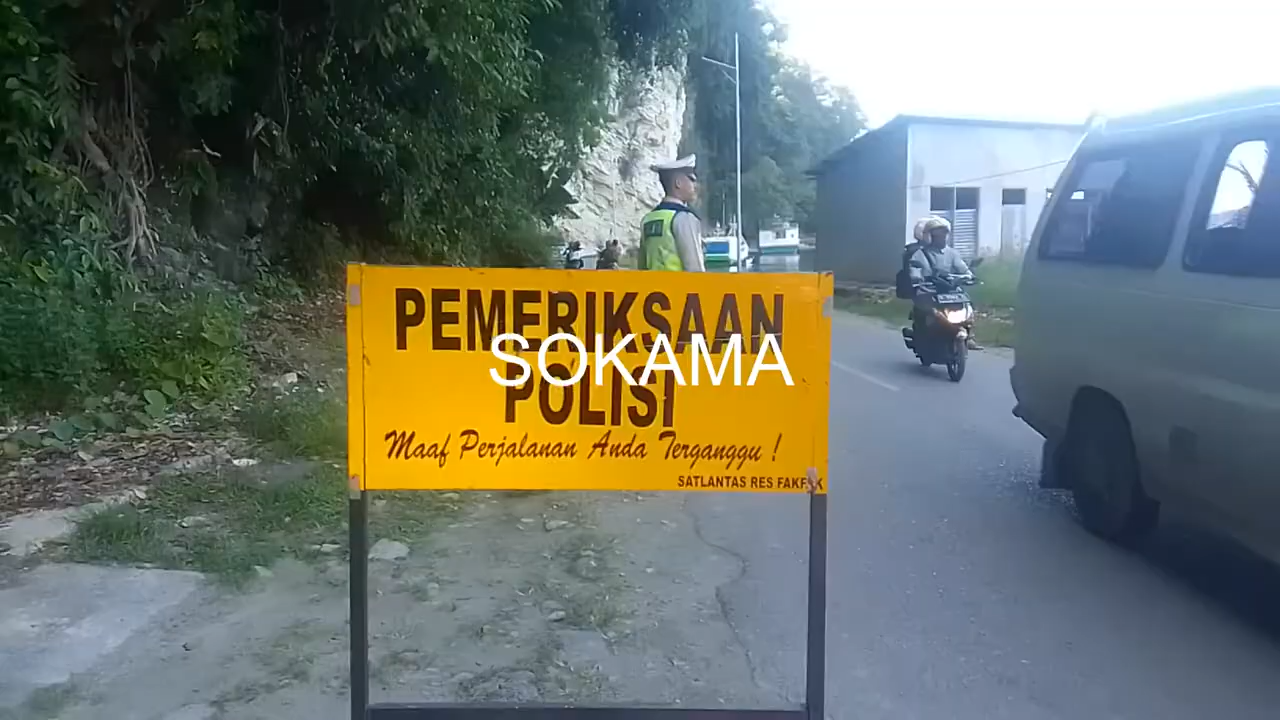 PEMERIKSAAN
SOKAMA
POLISI
Maaf Perjalanan Anda Terganggu !
SATLANTAS RES FAKFAK